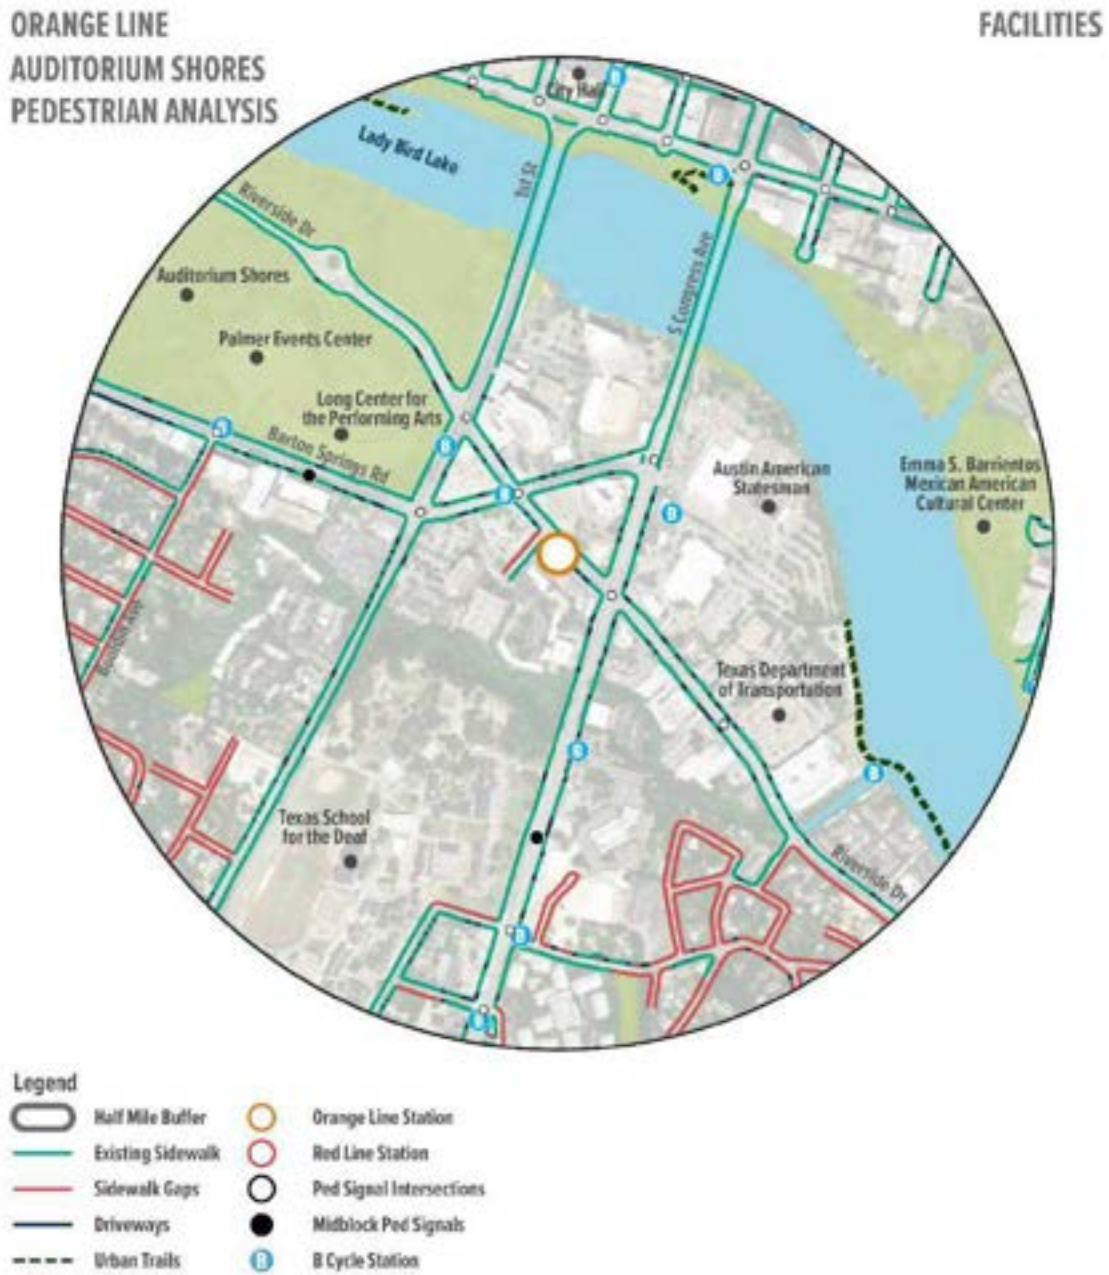 ORANGE LINE
AUDITORIUM SHORES
PEDESTRIAN ANALYSIS
FACILITIES
City Hall
B
Lady Bird Lake
1st St
B
Riverside Dr
S Congress Ave
Auditorium Shores
Palmer Events Center
Long Center for
the Performing Arts
B
Barton Springs Rd
B
B
B
Austin American
Statesman
Emma S. Barrientos
Mexican American
Cultural Center
Texas Department
of Transportation
B
B
Texas School
for the Deaf
Riverside Dr
B
B
Legend
Half Mile Buffer
Orange Line Station
Existing Sidewalk
Red Line Station
Sidewalk Gaps
Ped Signal Intersections
Driveways
Midblock Ped Signals
Urban Trails
B
B Cycle Station